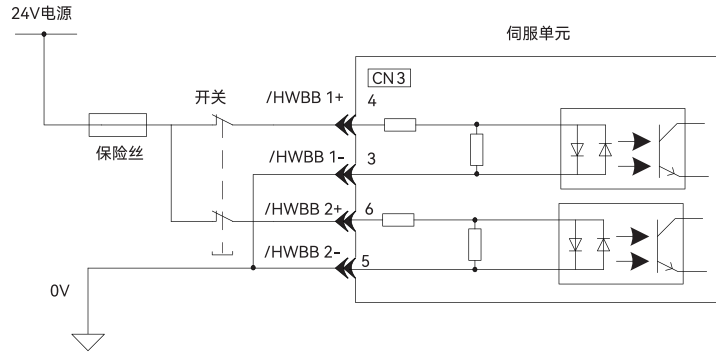 24V电源
伺服单元
CN3
开关
/HWBB 1+
4
保险丝
/HWBB 1-
3
/HWBB 2+
6
/HWBB 2-
5
0V